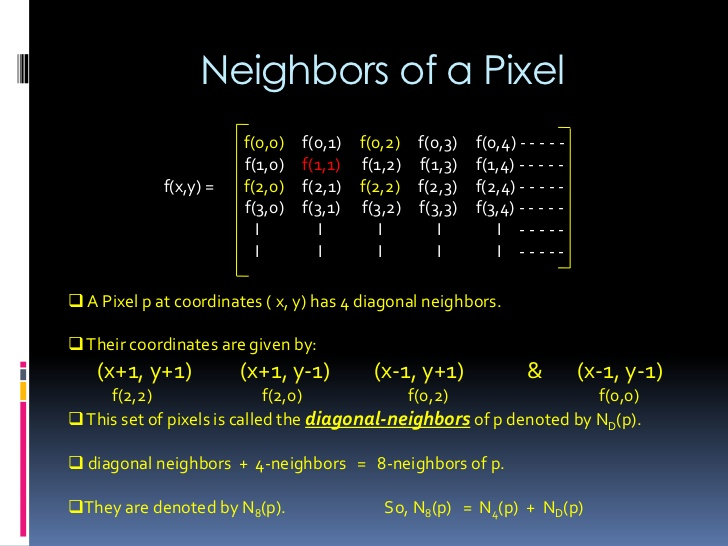 Neighbors of a Pixel
f(0,0) f(0,1) f(0,2) f(0,3) f(0,4) - - - - -
f(1,0) f(1,1) f(1,2) f(1,3) f(1,4) - - - - -
f(x,y) = f(2,0) f(2,1) f(2,2) f(2,3) f(2,4) - - - - -
f(3,0) f(3,1) f(3,2) f(3,3) f(3,4) - - - - -
I I I I I - - - - -
I I I I I - - - - -
❑ A Pixel p at coordinates ( x, y) has 4 diagonal neighbors.
❑ Their coordinates are given by:
(x+1, y+1) (x+1, y-1) (x-1, y+1) & (x-1, y-1)
f(2,2) f(2,0) f(0,2) f(0,0)
❑ This set of pixels is called the diagonal-neighbors of p denoted by N_D(p).
❑ diagonal neighbors + 4-neighbors = 8-neighbors of p.
❑ They are denoted by N_8(p). So, N_8(p) = N_4(p) + N_D(p)